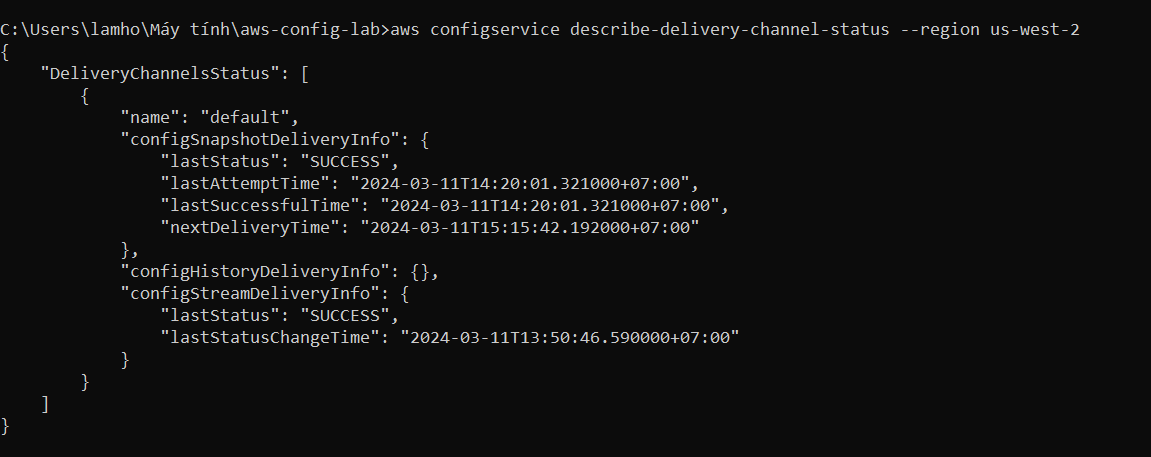 C:\Users\lamho\Máy tính\aws-config-lab>aws configservice describe-delivery-channel-status --region us-west-2
{
    "DeliveryChannelsStatus": [
        {
            "name": "default",
            "configSnapshotDeliveryInfo": {
                "lastStatus": "SUCCESS",
                "lastAttemptTime": "2024-03-11T14:20:01.321000+07:00",
                "lastSuccessfulTime": "2024-03-11T14:20:01.321000+07:00",
                "nextDeliveryTime": "2024-03-11T15:15:42.192000+07:00"
            },
            "configHistoryDeliveryInfo": {},
            "configStreamDeliveryInfo": {
                "lastStatus": "SUCCESS",
                "lastStatusChangeTime": "2024-03-11T13:50:46.590000+07:00"
            }
        }
    ]
}